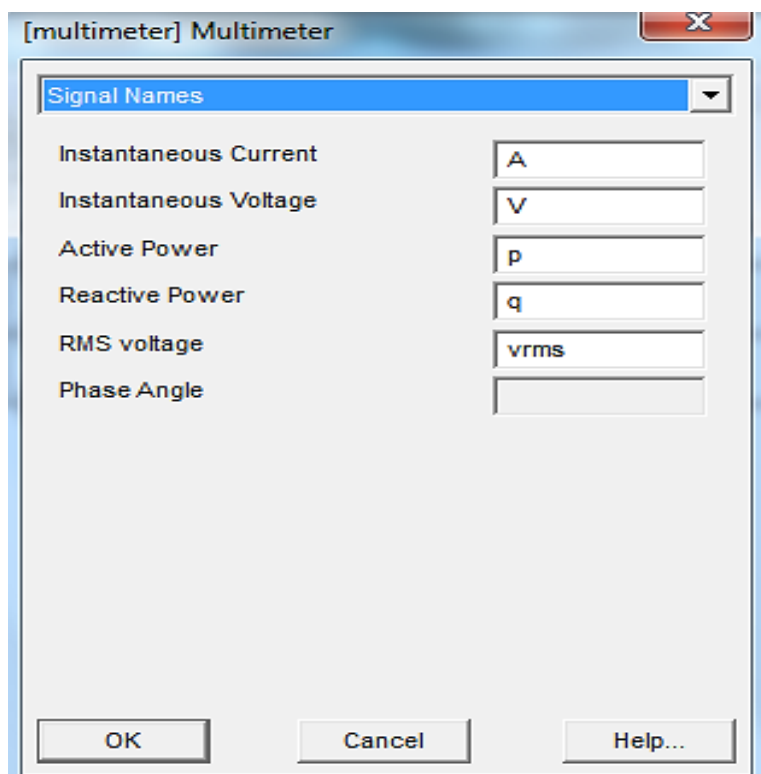 [multimeter] Multimeter
Signal Names
Instantaneous Current A
Instantaneous Voltage V
Active Power p
Reactive Power q
RMS voltage vrms
Phase Angle
OK Cancel Help...